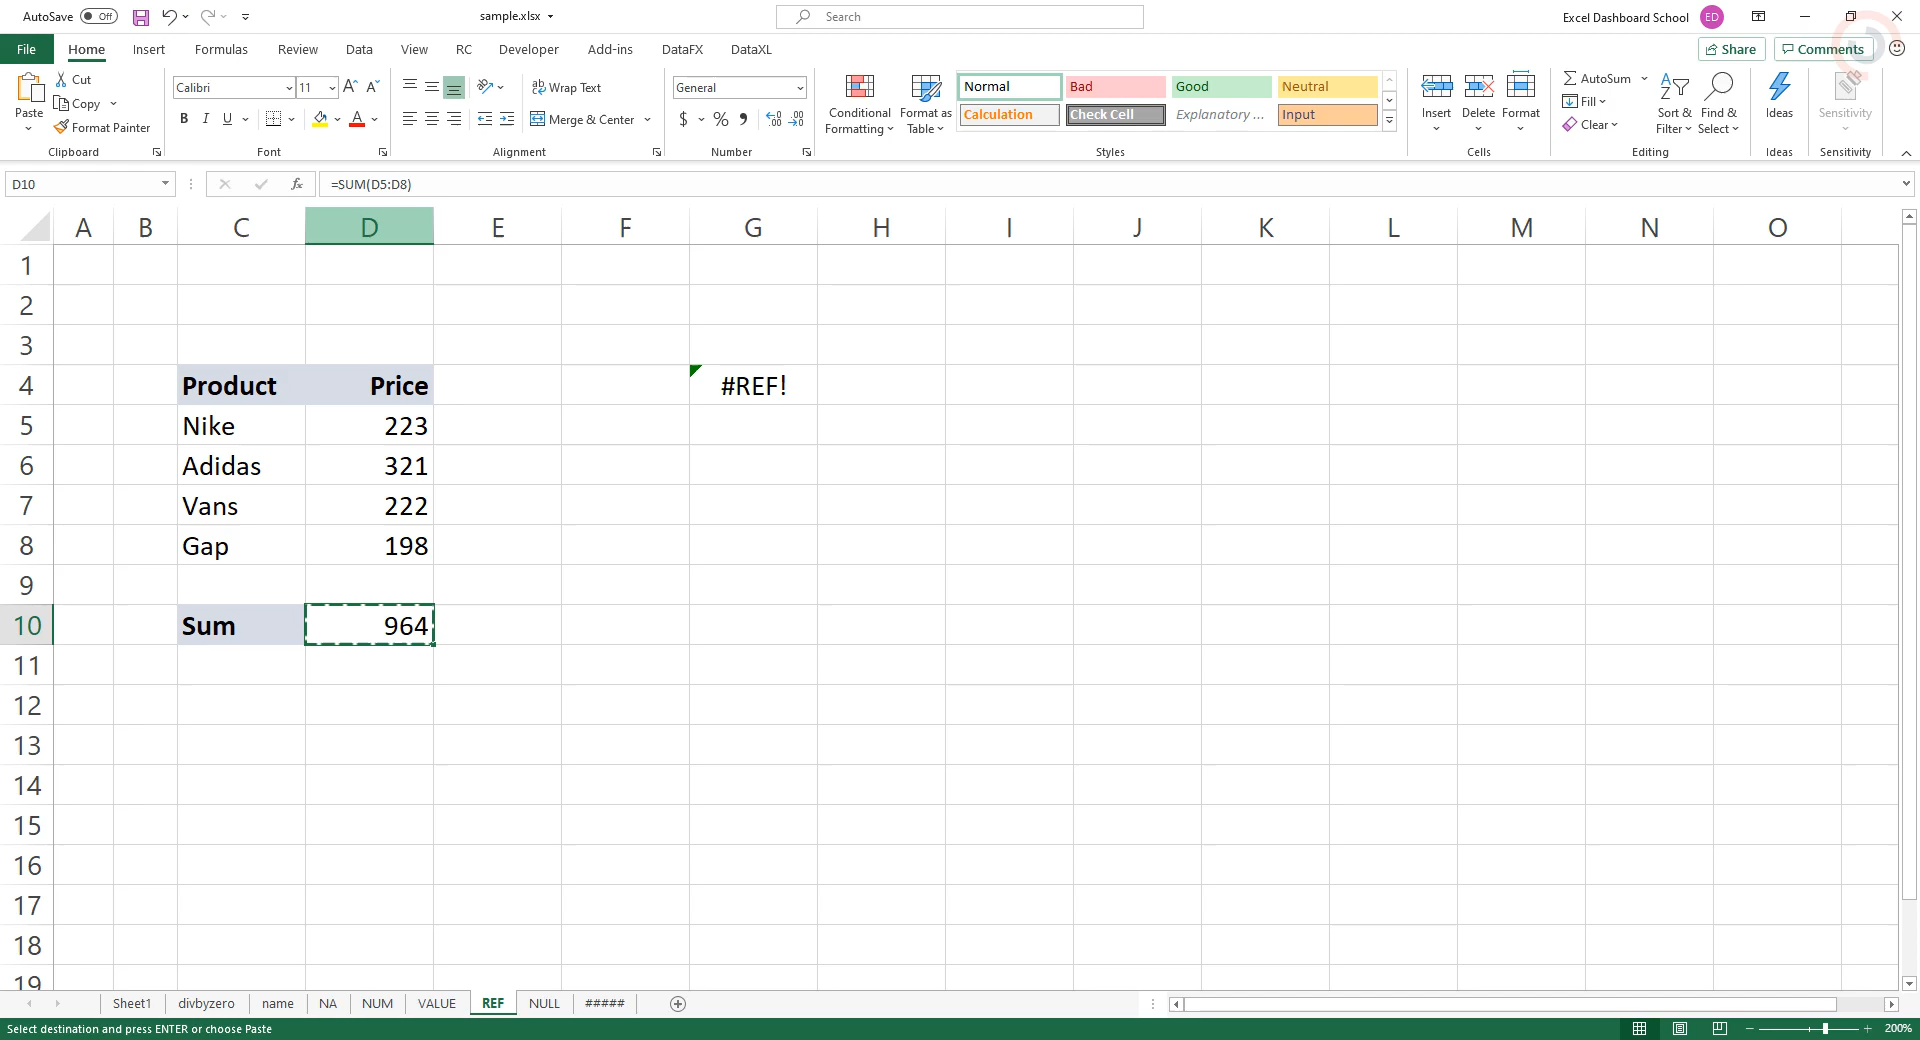 AutoSave Off sample.xlsx Search Excel Dashboard School ED
File Home Insert Formulas Review Data View RC Developer Add-ins DataFX DataXL Share Comments
Paste
Cut
Copy
Format Painter
Clipboard
Calibri 11 A A
B I U A
Font
Wrap Text
Merge & Center
Alignment
General
$ % 9 .00 .00
Number
Conditional Formatting
Format as Table
Normal Bad Good Neutral
Calculation Check Cell Explanatory ... Input
Styles
Insert Delete Format
Cells
AutoSum
Fill
Clear
Sort & Filter
Find & Select
Editing
Ideas
Ideas
Sensitivity
Sensitivity
D10 fx =SUM(D5:D8)
A B C D E F G H I J K L M N O
1
2
3
4 Product Price #REF!
5 Nike 223
6 Adidas 321
7 Vans 222
8 Gap 198
9
10 Sum 964
11
12
13
14
15
16
17
18
19
Sheet1 divbyzero name NA NUM VALUE REF NULL #####
Select destination and press ENTER or choose Paste 200%